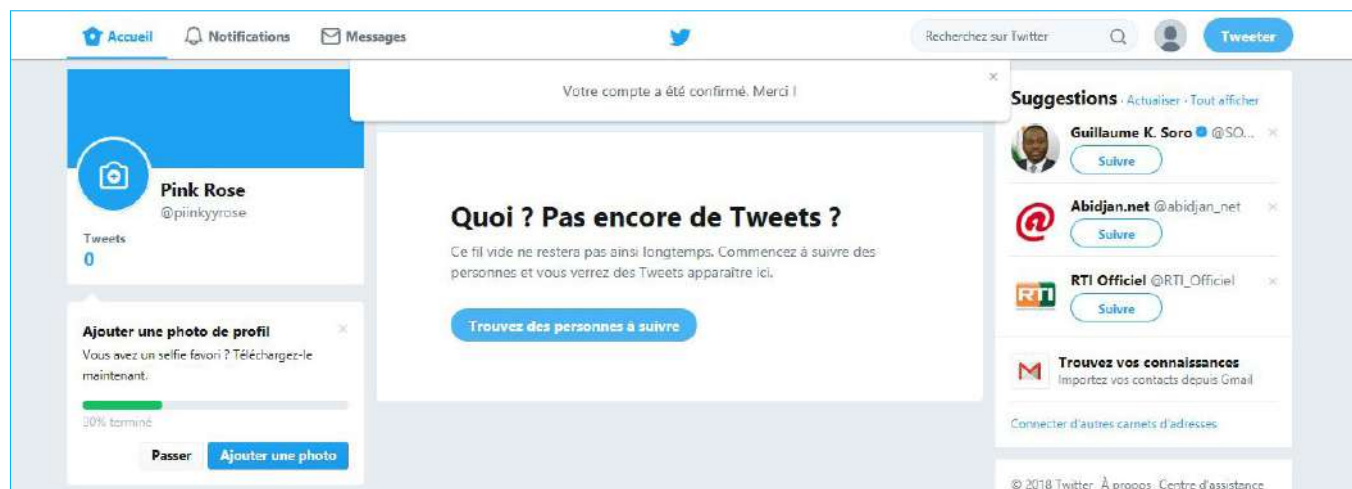 Accueil
Notifications
Messages
Recherchez sur Twitter
Tweeter
Votre compte a été confirmé. Merci !
Pink Rose
@piinkyyrose
Tweets
0
Ajouter une photo de profil
Vous avez un selfie favori ? Téléchargez-le
maintenant.
30% terminé
Passer
Ajouter une photo
Quoi ? Pas encore de Tweets ?
Ce fil vide ne restera pas ainsi longtemps. Commencez à suivre des
personnes et vous verrez des Tweets apparaître ici.
Trouvez des personnes à suivre
Suggestions · Actualiser · Tout afficher
Guillaume K. Soro @SO...
Suivre
Abidjan.net @abidjan_net
Suivre
RTI
RTI Officiel @RTI_Officiel
Suivre
Trouvez vos connaissances
Importez vos contacts depuis Gmail
Connecter d'autres carnets d'adresses
© 2018 Twitter À propos Centre d'assistance